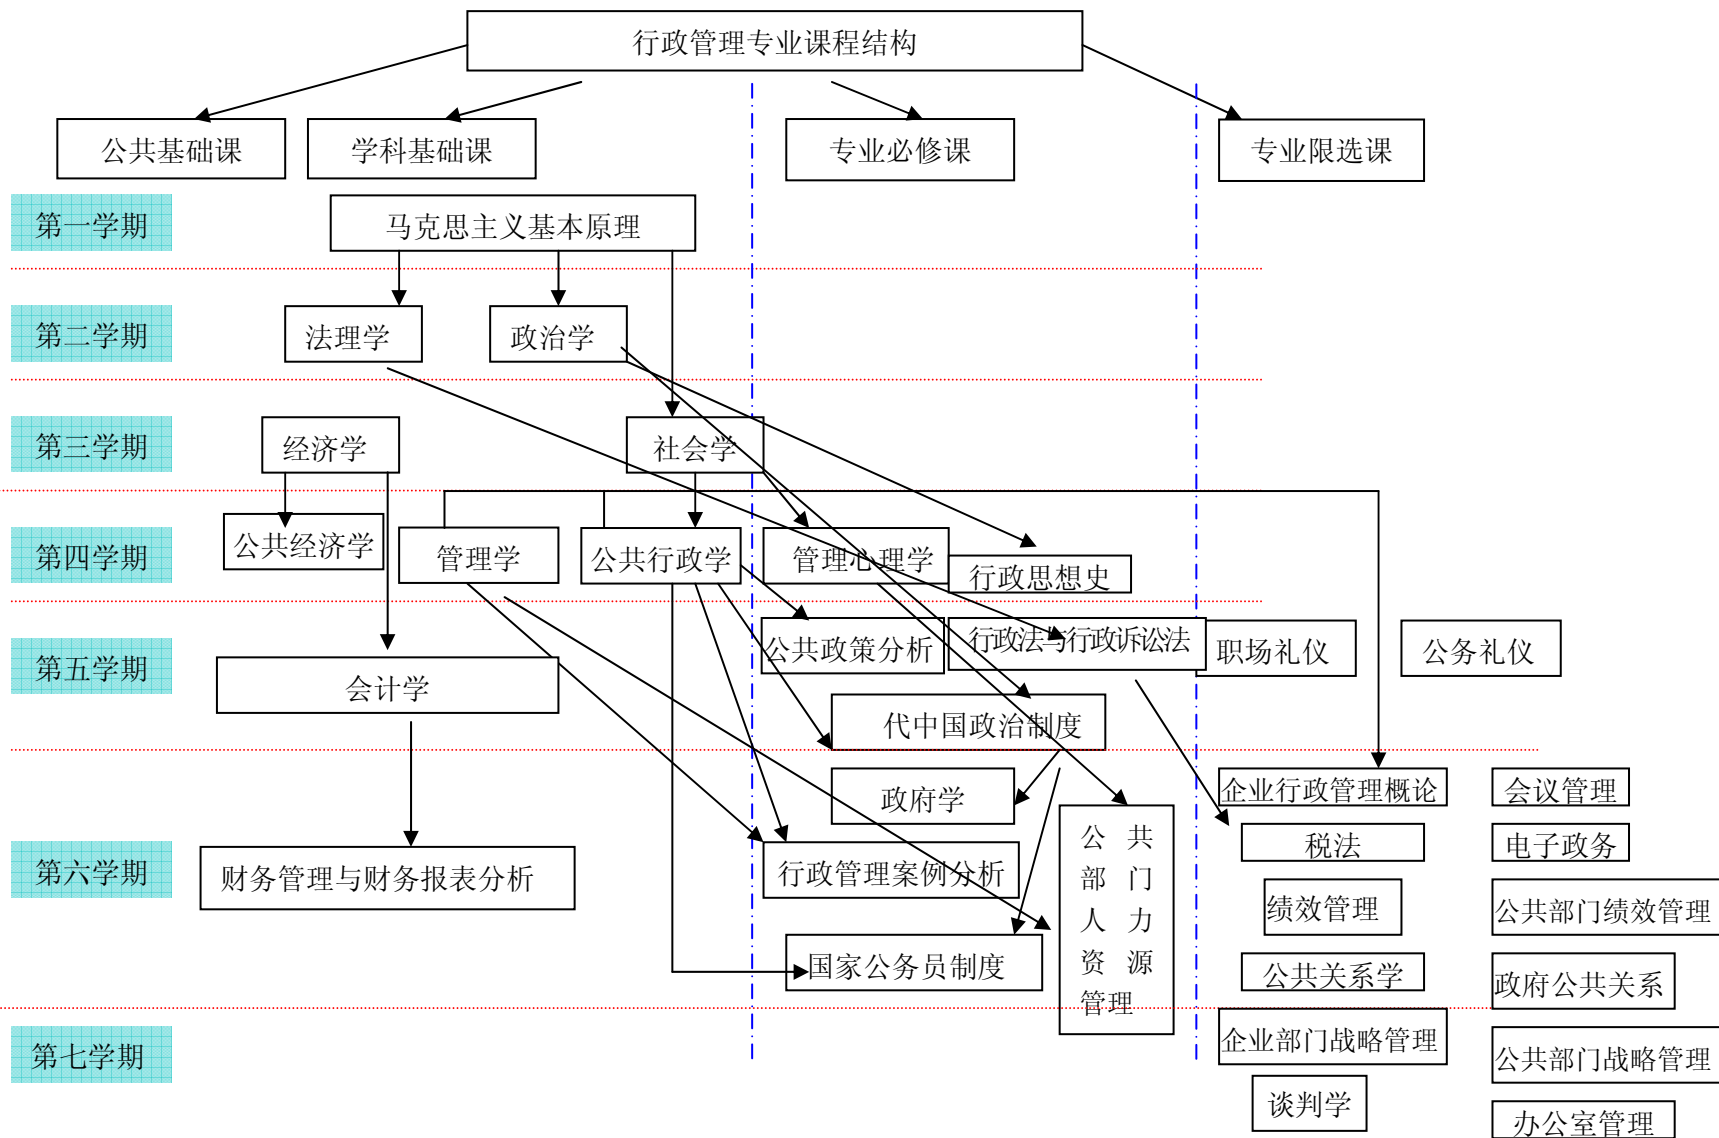 行政管理专业课程结构
公共基础课
学科基础课
专业必修课
专业限选课
第一学期
马克思主义基本原理
第二学期
法理学
政治学
第三学期
经济学
社会学
第四学期
公共经济学
管理学
公共行政学
管理心理学
行政思想史
第五学期
会计学
公共政策分析
行政法与行政诉讼法
职场礼仪
公务礼仪
代中国政治制度
第六学期
财务管理与财务报表分析
政府学
行政管理案例分析
国家公务员制度
公共
部门
人力
资源
管理
企业行政管理概论
会议管理
税法
电子政务
绩效管理
公共部门绩效管理
公共关系学
政府公共关系
第七学期
企业部门战略管理
公共部门战略管理
谈判学
办公室管理